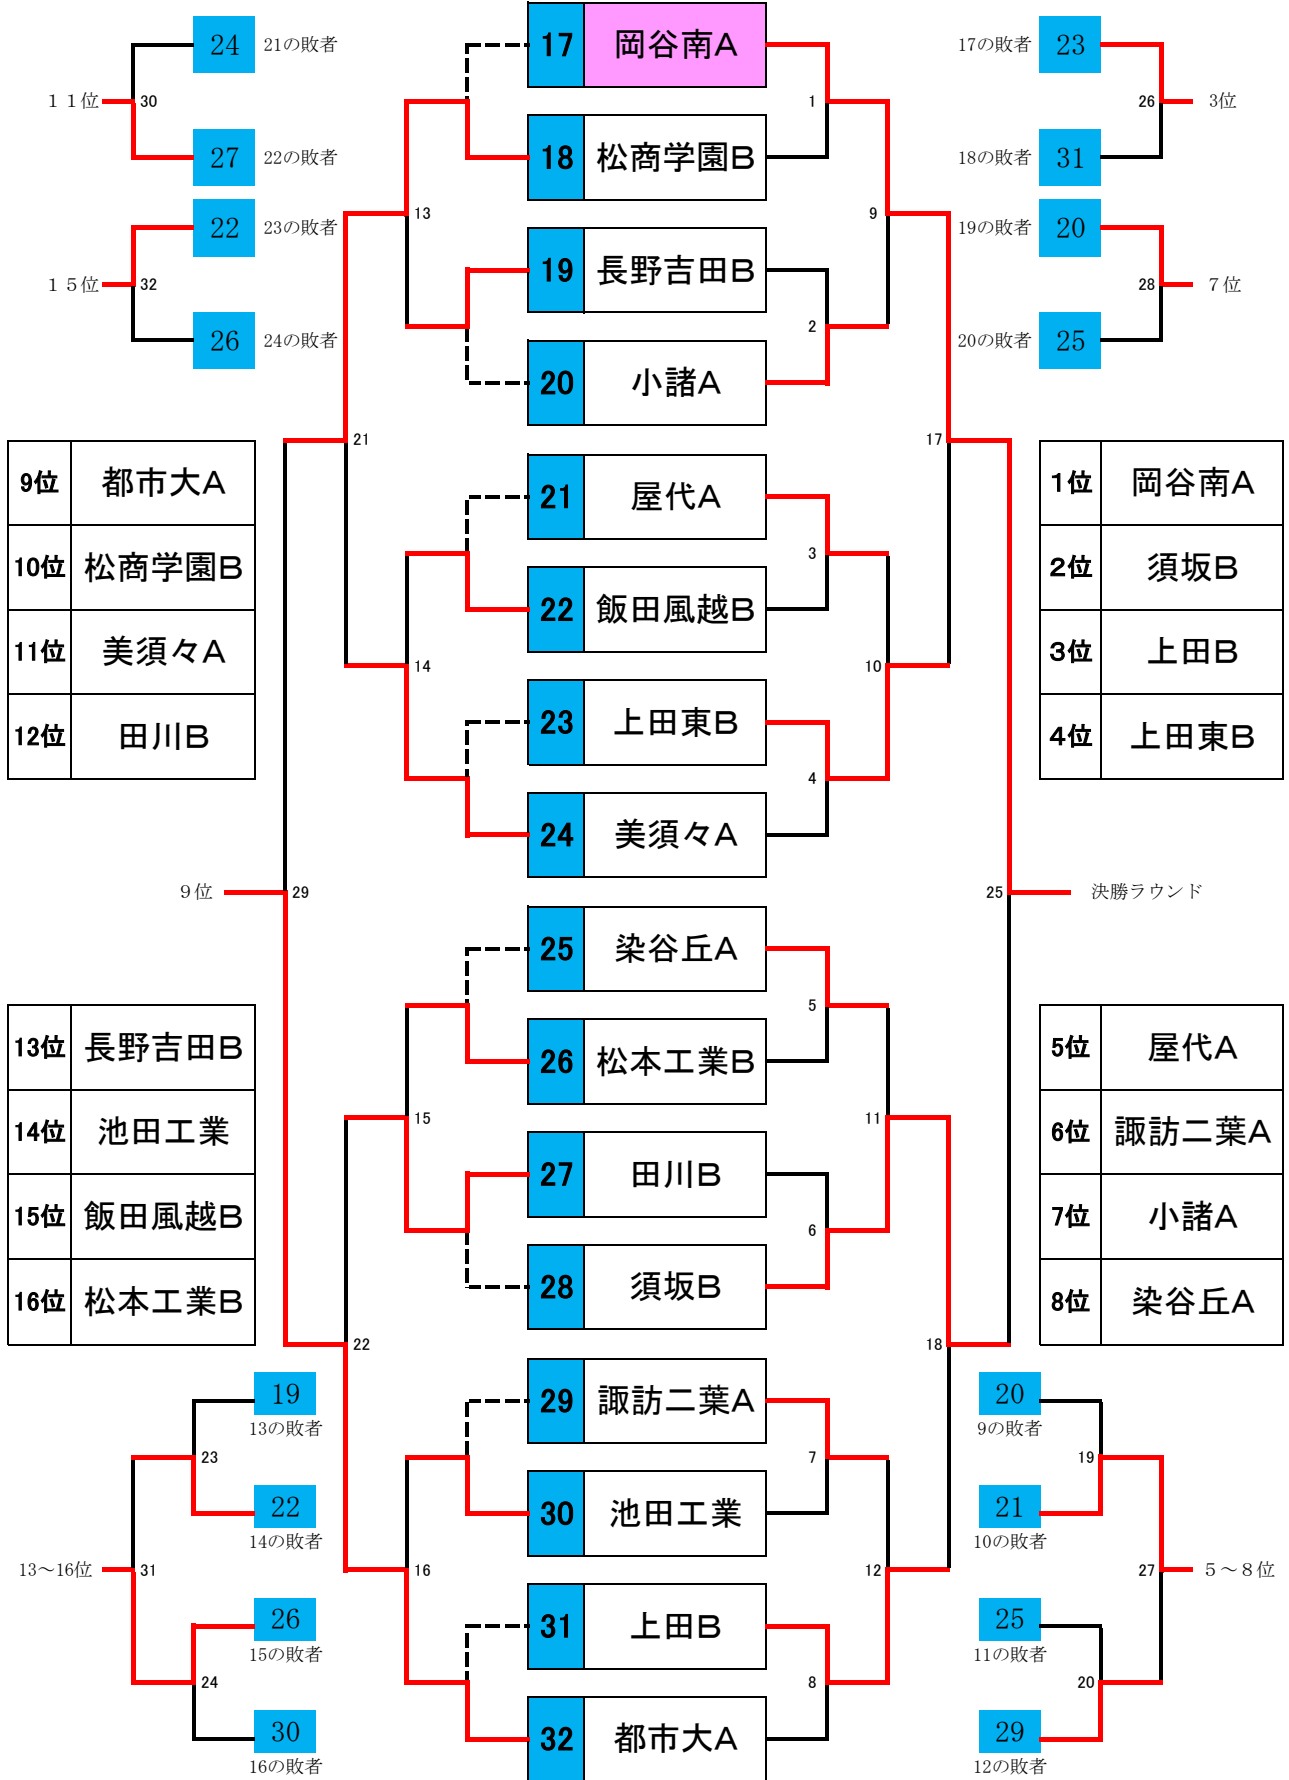 24 21の敗者
１１位 30
27 22の敗者
22 23の敗者
１５位 32
26 24の敗者
17 岡谷南A
18 松商学園B
19 長野吉田B
20 小諸A
21 屋代A
22 飯田風越B
23 上田東B
24 美須々A
25 染谷丘A
26 松本工業B
27 田川B
28 須坂B
29 諏訪二葉A
30 池田工業
31 上田B
32 都市大A
1
2
3
4
5
6
7
8
9
10
11
12
13
14
15
16
17
18
21
22
17の敗者 23
26 3位
18の敗者 31
19の敗者 20
28 ７位
20の敗者 25
9位 都市大A
10位 松商学園B
11位 美須々A
12位 田川B
1位 岡谷南A
2位 須坂B
3位 上田B
4位 上田東B
９位 29
25 決勝ラウンド
13位 長野吉田B
14位 池田工業
15位 飯田風越B
16位 松本工業B
5位 屋代A
6位 諏訪二葉A
7位 小諸A
8位 染谷丘A
19
13の敗者
23
22
14の敗者
13～16位 31
26
15の敗者
24
30
16の敗者
20
9の敗者
19
21
10の敗者
27 ５～８位
25
11の敗者
20
29
12の敗者